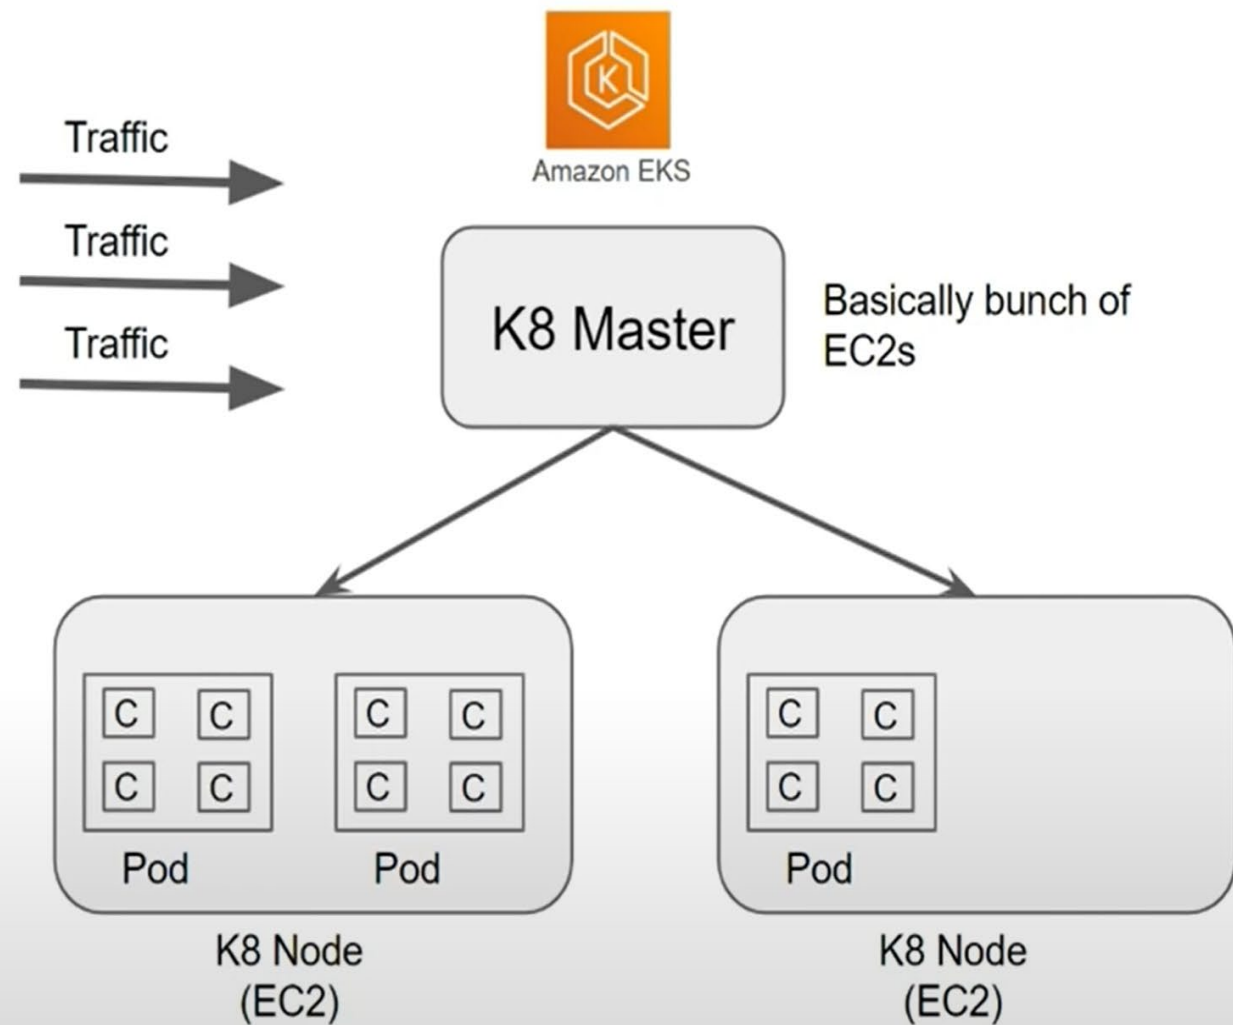 Amazon EKS
Traffic
Traffic
Traffic
K8 Master
Basically bunch of
EC2s
C C
C C
Pod
C C
C C
Pod
K8 Node
(EC2)
C C
C C
Pod
K8 Node
(EC2)